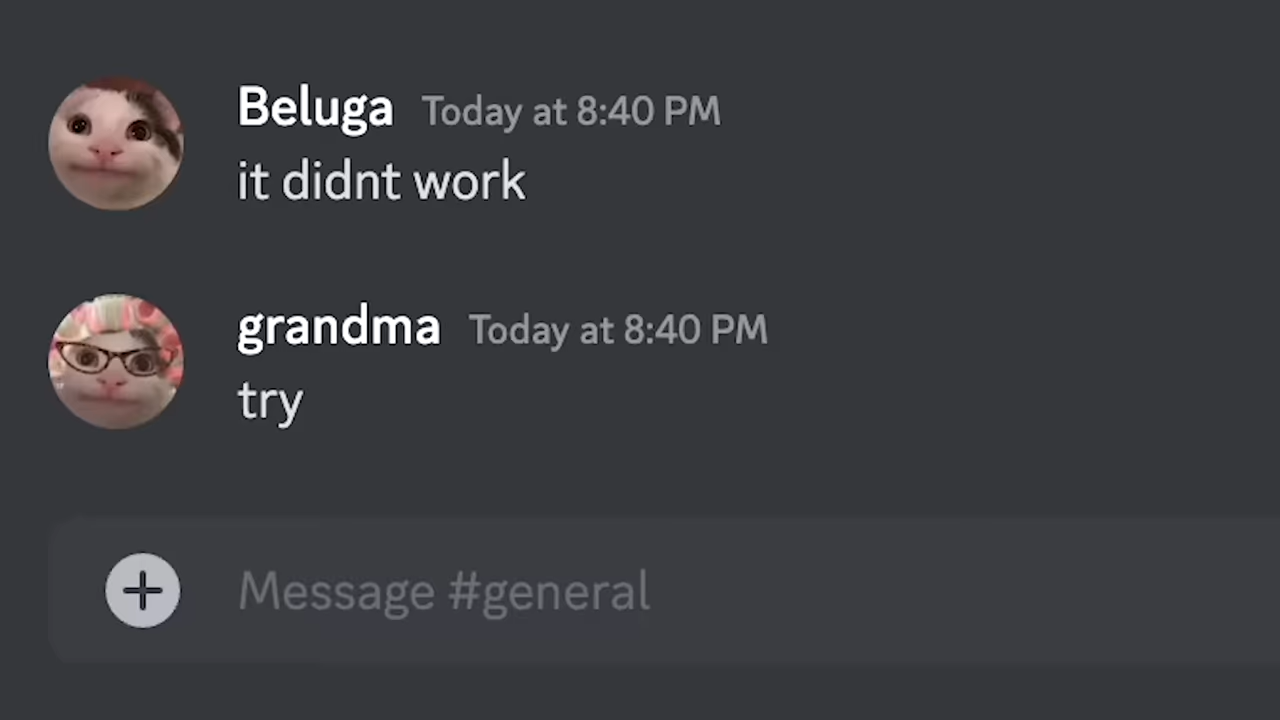 Beluga Today at 8:40 PM
it didnt work
grandma Today at 8:40 PM
try
Message #general